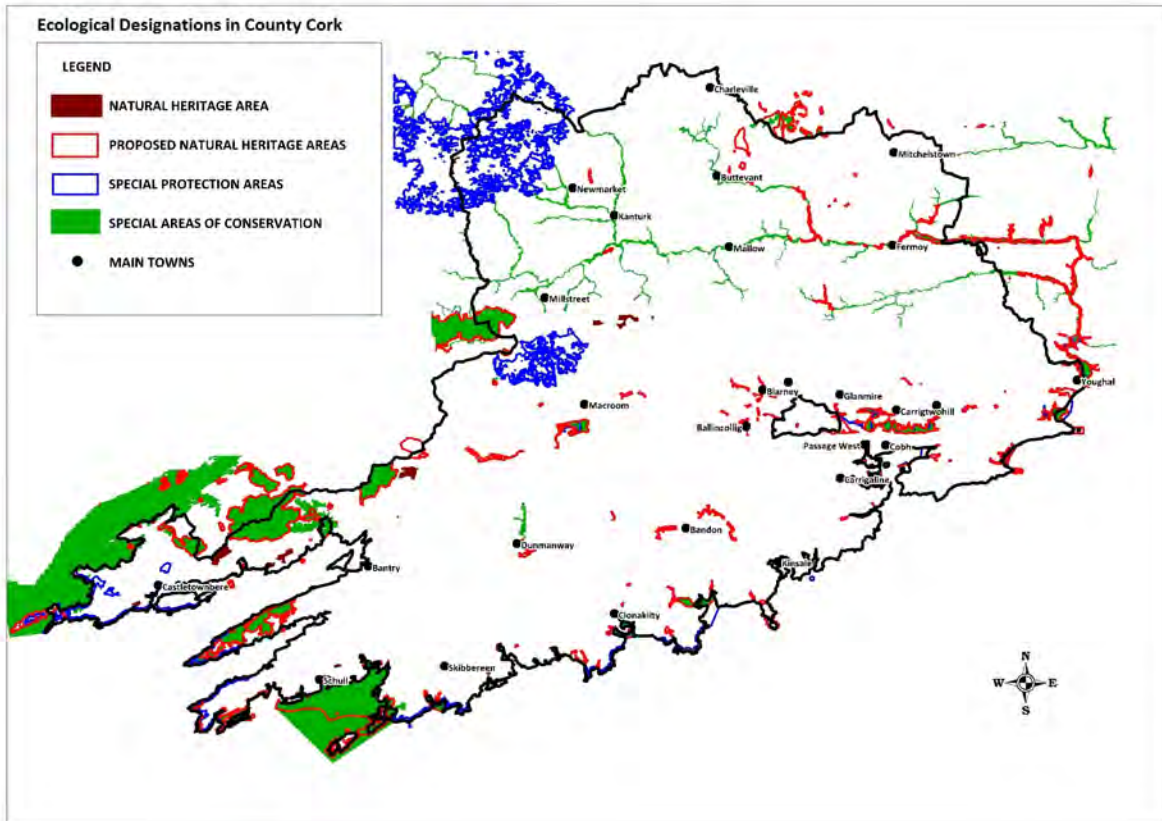 Ecological Designations in County Cork
LEGEND
NATURAL HERITAGE AREA
PROPOSED NATURAL HERITAGE AREAS
SPECIAL PROTECTION AREAS
SPECIAL AREAS OF CONSERVATION
MAIN TOWNS
Charleville
Mitchelstown
Buttevant
Newmarket
Kanturk
Mallow
Fermoy
Millstreet
Youghal
Blarney
Glanmire
Macroom
Carrigtwohill
Ballincollig
Passage West
Cobh
Carrigaline
Bandon
Dunmanway
Kinsale
Bantry
Castletownbere
Clonakilty
Skibbereen
Schull
N
W
E
S